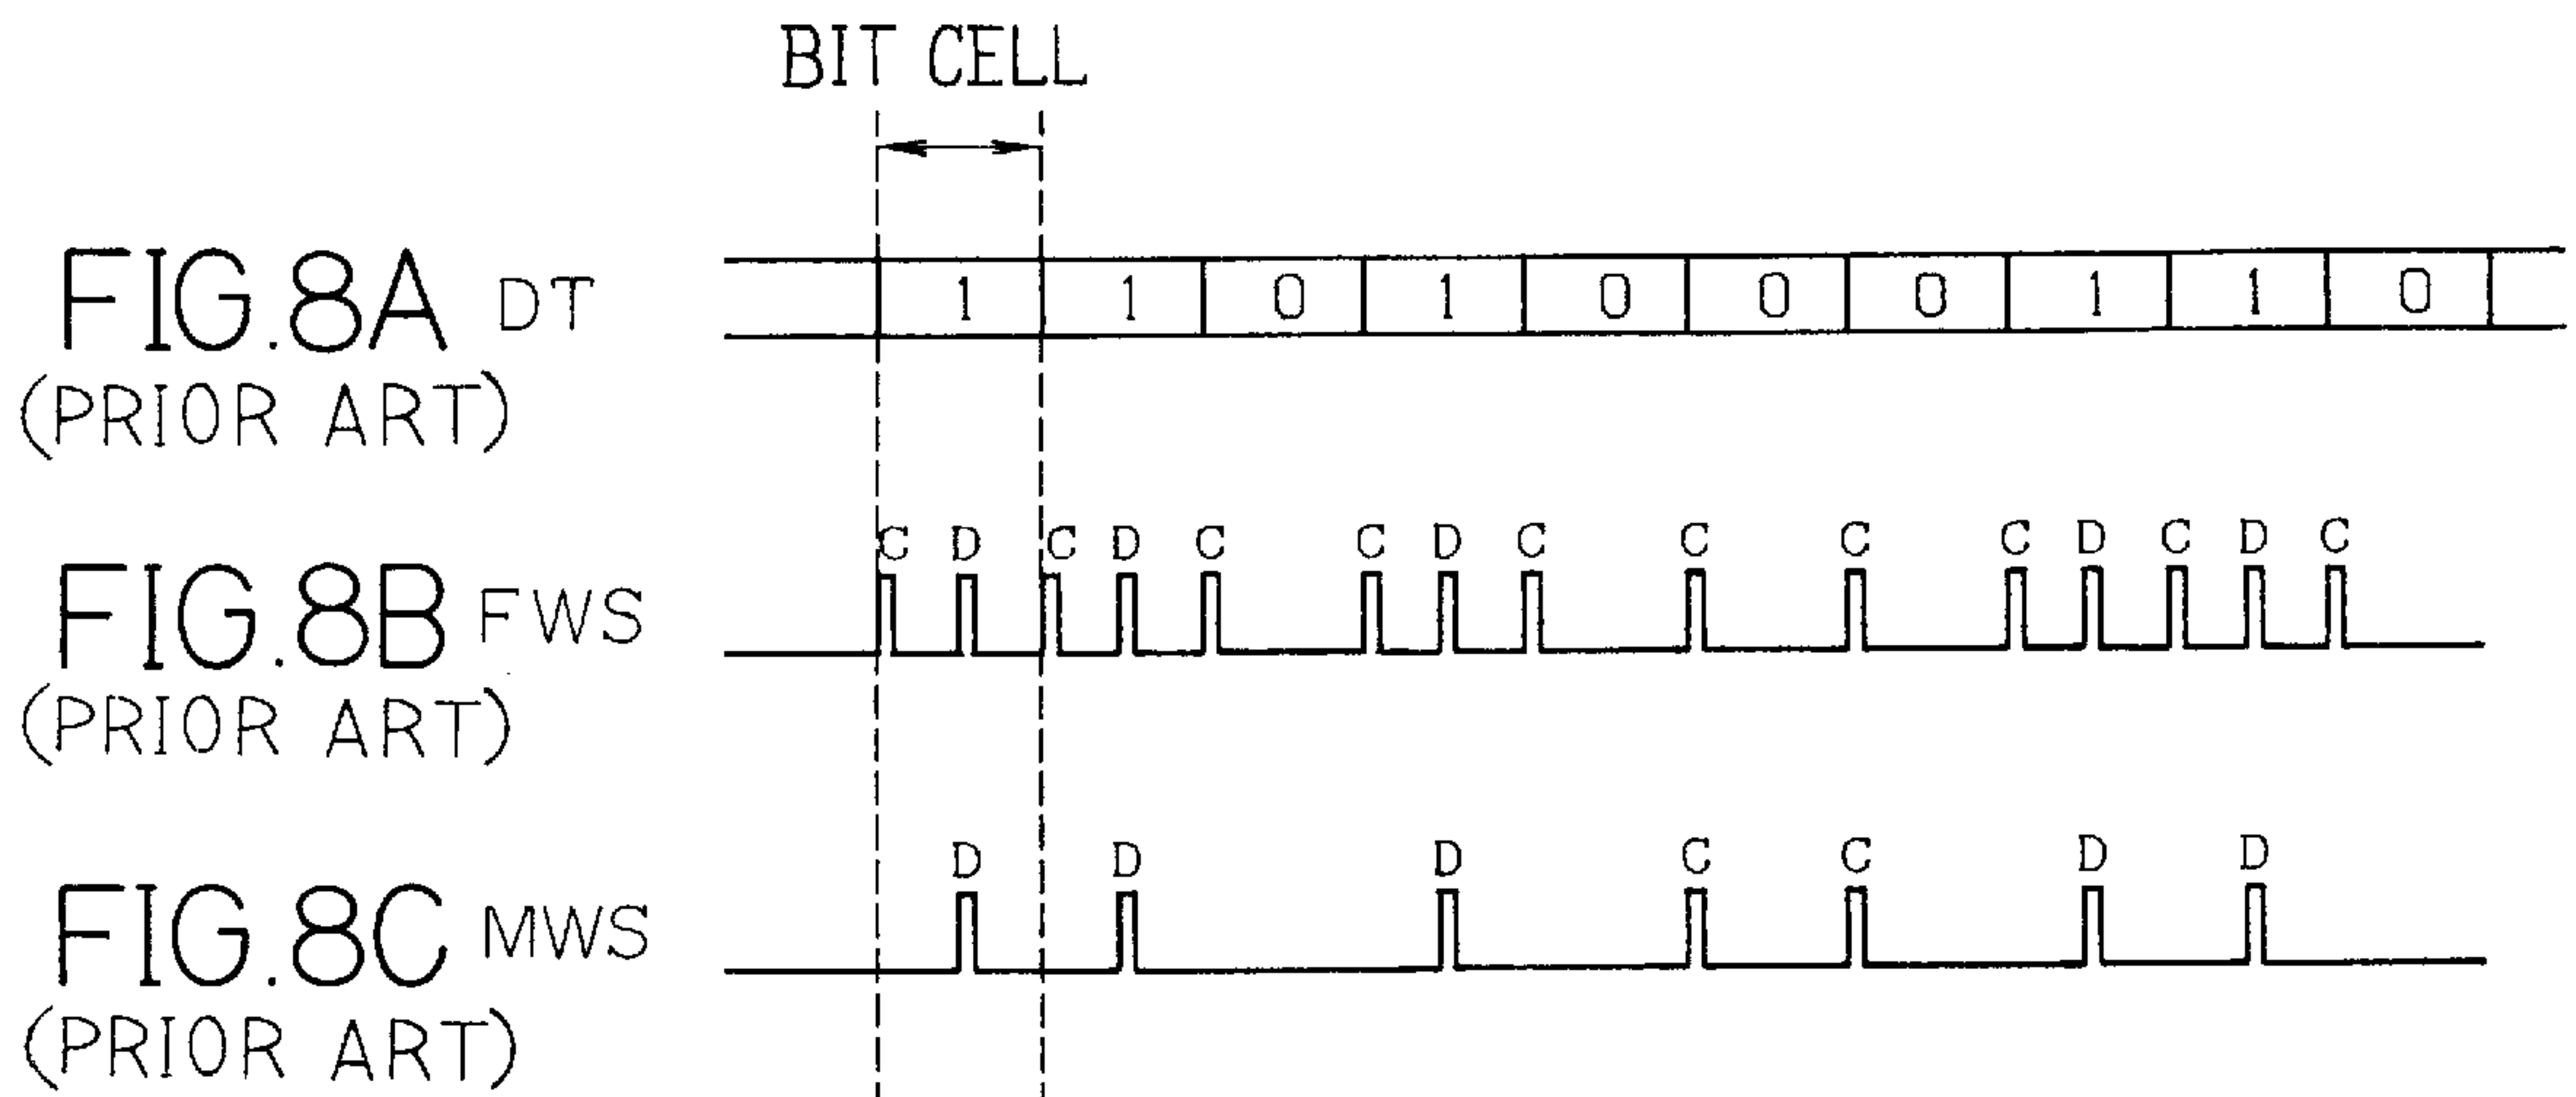 BIT CELL
FIG.8A DT 1 1 0 1 0 0 0 1 1 0
(PRIOR ART)
C D C D C C D C C C C D C D C
FIG.8B FWS
(PRIOR ART)
D D D C C D D
FIG.8C MWS
(PRIOR ART)